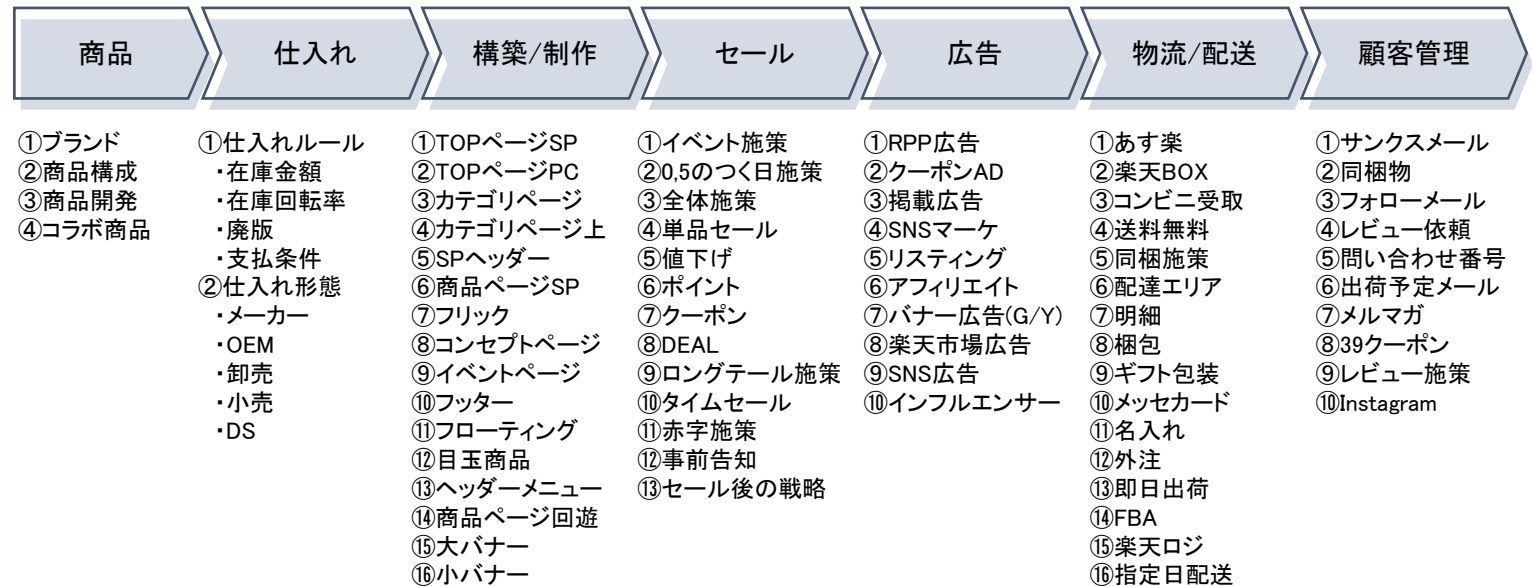 商品
仕入れ
構築/制作
セール
広告
物流/配送
顧客管理
①ブランド
②商品構成
③商品開発
④コラボ商品
①仕入れルール
・在庫金額
・在庫回転率
・廃版
・支払条件
②仕入れ形態
・メーカー
・OEM
・卸売
・小売
・DS
①TOPページSP
②TOPページPC
③カテゴリページ
④カテゴリページ上
⑤SPヘッダー
⑥商品ページSP
⑦フリック
⑧コンセプトページ
⑨イベントページ
⑩フッター
⑪フローティング
⑫目玉商品
⑬ヘッダーメニュー
⑭商品ページ回遊
⑮大バナー
⑯小バナー
①イベント施策
②0,5のつく日施策
③全体施策
④単品セール
⑤値下げ
⑥ポイント
⑦クーポン
⑧DEAL
⑨ロングテール施策
⑩タイムセール
⑪赤字施策
⑫事前告知
⑬セール後の戦略
①RPP広告
②クーポンAD
③掲載広告
④SNSマーケ
⑤リスティング
⑥アフィリエイト
⑦バナー広告(G/Y)
⑧楽天市場広告
⑨SNS広告
⑩インフルエンサー
①あす楽
②楽天BOX
③コンビニ受取
④送料無料
⑤同梱施策
⑥配達エリア
⑦明細
⑧梱包
⑨ギフト包装
⑩メッセカード
⑪名入れ
⑫外注
⑬即日出荷
⑭FBA
⑮楽天ロジ
⑯指定日配送
①サンクスメール
②同梱物
③フォローメール
④レビュー依頼
⑤問い合わせ番号
⑥出荷予定メール
⑦メルマガ
⑧39クーポン
⑨レビュー施策
⑩Instagram